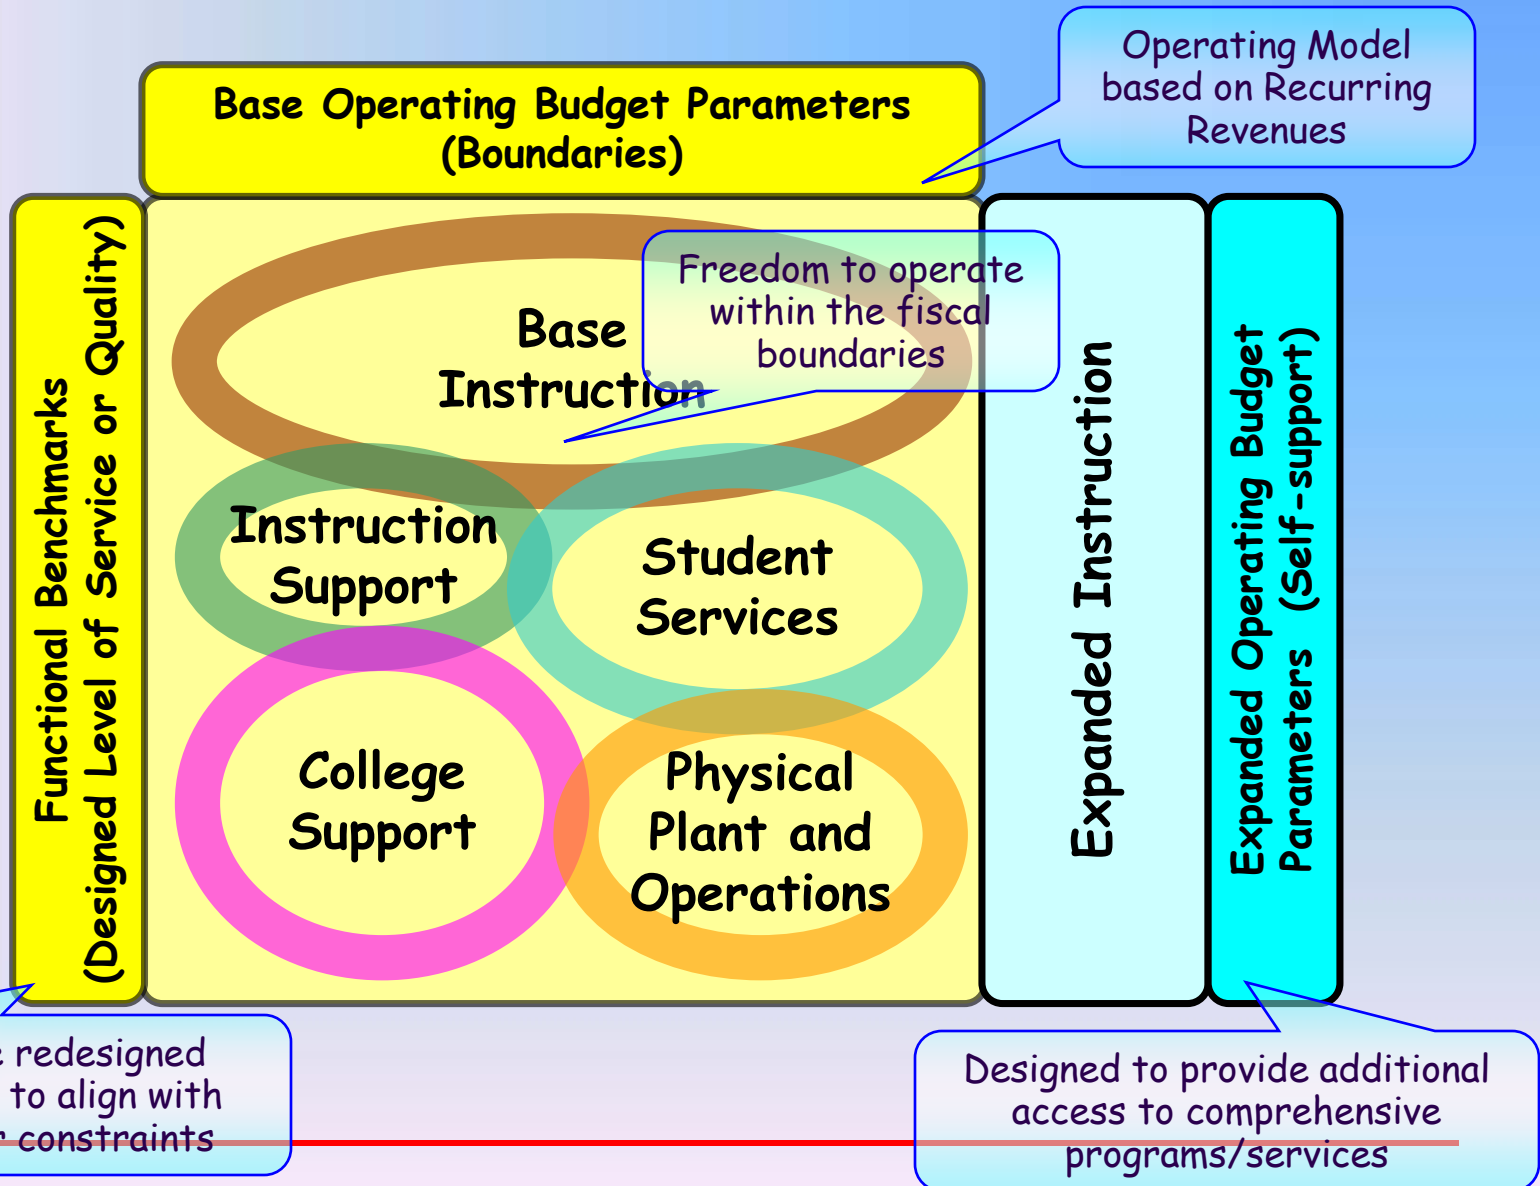 Operating Model
based on Recurring
Revenues
Base Operating Budget Parameters
(Boundaries)
Functional Benchmarks
(Designed Level of Service or Quality)
Freedom to operate
within the fiscal
boundaries
Base
Instruction
Instruction
Support
Student
Services
College
Support
Physical
Plant and
Operations
Expanded Instruction
Expanded Operating Budget
Parameters (Self-support)
redesigned
to align with
constraints
Designed to provide additional
access to comprehensive
programs/services